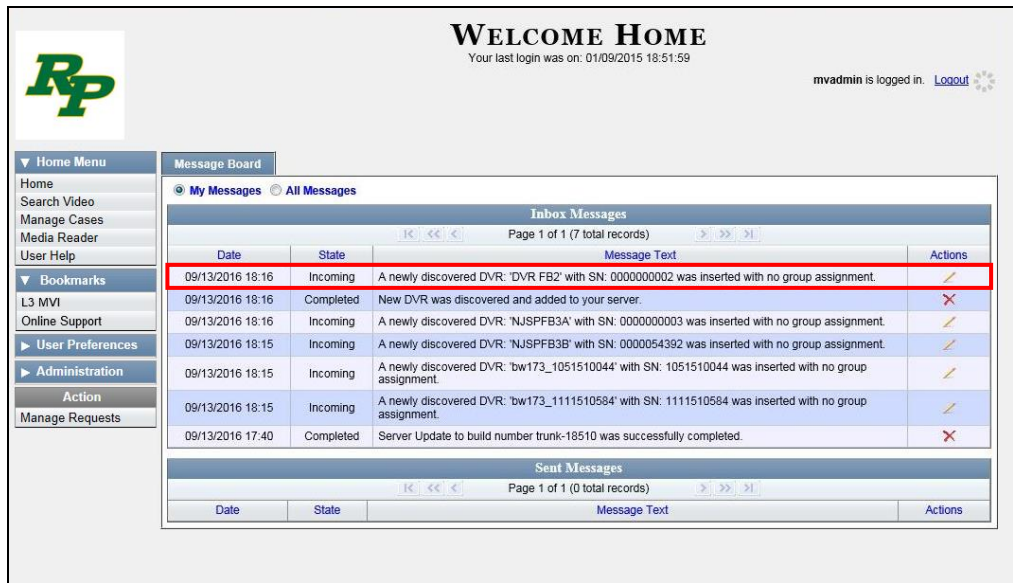 WELCOME HOME
Your last login was on: 01/09/2015 18:51:59
RP
mvadmin is logged in. Logout
▼ Home Menu
Home
Search Video
Manage Cases
Media Reader
User Help
▼ Bookmarks
L3 MVI
Online Support
▶ User Preferences
▶ Administration
Action
Manage Requests
Message Board
My Messages All Messages
Inbox Messages
Page 1 of 1 (7 total records)
Date State Message Text Actions
09/13/2016 18:16 Incoming A newly discovered DVR: 'DVR FB2' with SN: 0000000002 was inserted with no group assignment.
09/13/2016 18:16 Completed New DVR was discovered and added to your server.
09/13/2016 18:16 Incoming A newly discovered DVR: 'NJSPFB3A' with SN: 0000000003 was inserted with no group assignment.
09/13/2016 18:15 Incoming A newly discovered DVR: 'NJSPFB3B' with SN: 0000054392 was inserted with no group assignment.
09/13/2016 18:15 Incoming A newly discovered DVR: 'bw173_1051510044' with SN: 1051510044 was inserted with no group
assignment.
09/13/2016 18:15 Incoming A newly discovered DVR: 'bw173_1111510584' with SN: 1111510584 was inserted with no group
assignment.
09/13/2016 17:40 Completed Server Update to build number trunk-18510 was successfully completed.
Sent Messages
Page 1 of 1 (0 total records)
Date State Message Text Actions